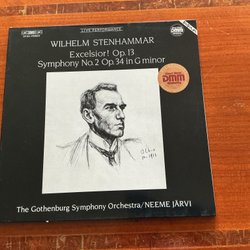 LIVE PERFORMANCE
WILHELM STENHAMMAR
Excelsior! Op.13
Symphony No.2 Op.34 in G minor
DMM
The Gothenburg Symphony Orchestra/NEEME JÄRVI